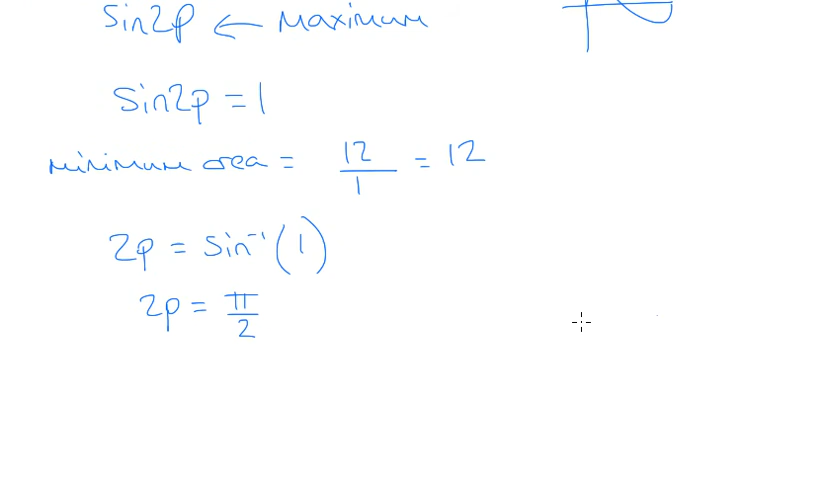 sin2p ← maximum
sin2p = 1
minimum area = 12/1 = 12
2p = sin⁻¹(1)
2p = π/2